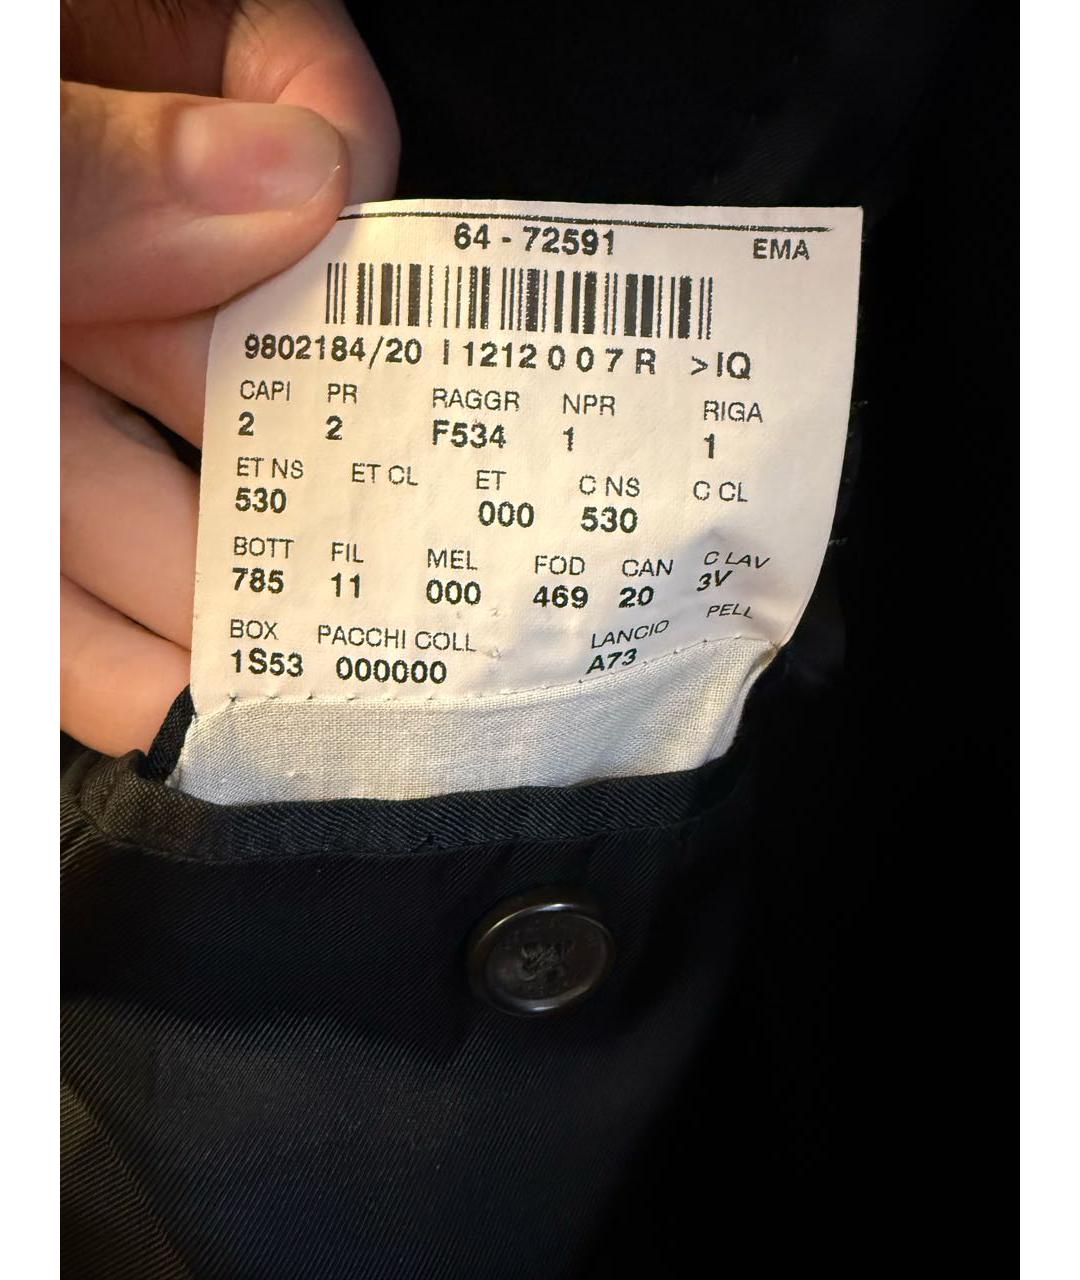 64 - 72591 EMA
9802184/20 I 1212 0 0 7 R >IQ
CAPI PR RAGGR NPR RIGA
2 2 F534 1 1
ET NS ET CL ET C NS C CL
530 000 530
BOTT FIL MEL FOD CAN C LAV
785 11 000 469 20 3V
BOX PACCHI COLL LANCIO PELL
1S53 000000 A73